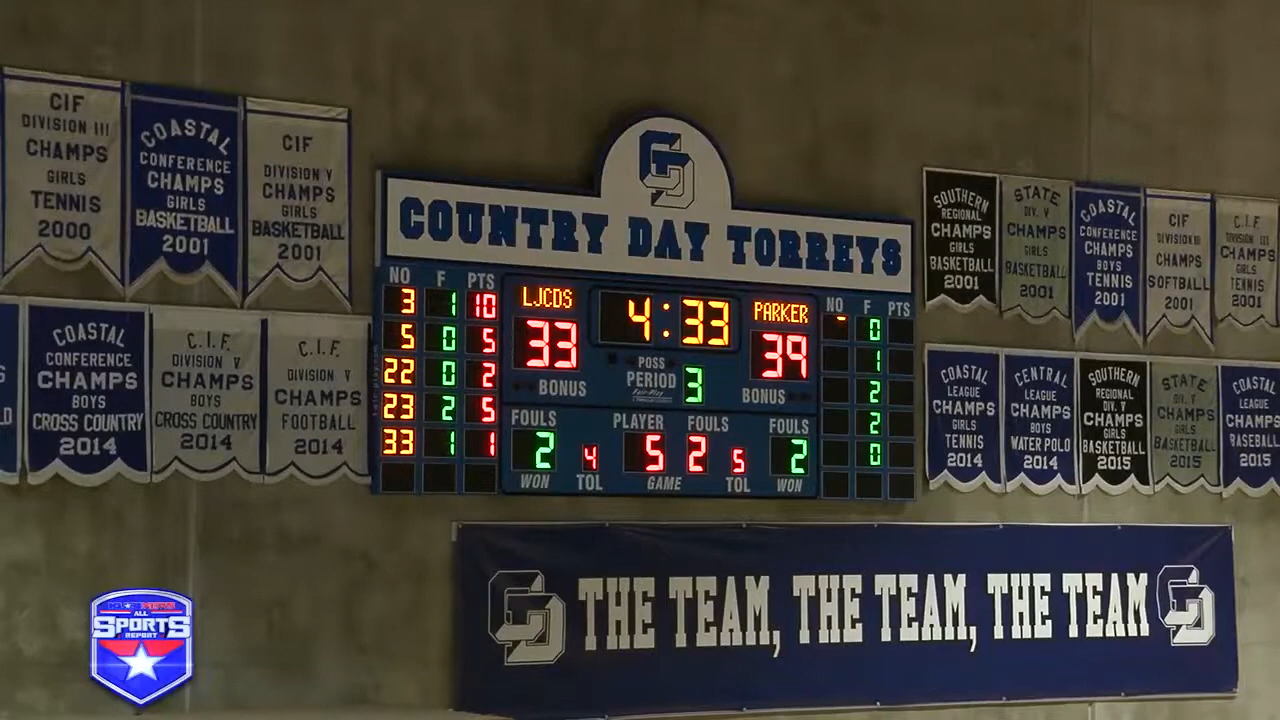 CIF
DIVISION III
CHAMPS
GIRLS
TENNIS
2000
COASTAL
CONFERENCE
CHAMPS
GIRLS
BASKETBALL
2001
CIF
DIVISION V
CHAMPS
GIRLS
BASKETBALL
2001
COASTAL
CONFERENCE
CHAMPS
BOYS
CROSS COUNTRY
2014
C.I.F.
DIVISION V
CHAMPS
BOYS
CROSS COUNTRY
2014
C.I.F.
DIVISION V
CHAMPS
FOOTBALL
2014
CD
COUNTRY DAY TORREYS
NO F PTS
3 1 10
5 0 5
22 0 2
23 2 5
33 1 1
LJCDS 4:33 PARKER
33 39
POSS
PERIOD 3
BONUS BONUS
FOULS PLAYER FOULS FOULS
2 4 5 2 5 2
WON TOL GAME TOL WON
NO F PTS
0
1
2
2
0
SOUTHERN
REGIONAL
CHAMPS
GIRLS
BASKETBALL
2001
STATE
DIV. V
CHAMPS
GIRLS
BASKETBALL
2001
COASTAL
CONFERENCE
CHAMPS
BOYS
TENNIS
2001
CIF
DIVISION III
CHAMPS
SOFTBALL
2001
C.I.F.
DIVISION III
CHAMPS
GIRLS
TENNIS
2001
COASTAL
LEAGUE
CHAMPS
GIRLS
TENNIS
2014
CENTRAL
LEAGUE
CHAMPS
BOYS
WATER POLO
2014
SOUTHERN
REGIONAL
DIV. V
CHAMPS
BOYS
BASKETBALL
2015
STATE
DIV. V
CHAMPS
BOYS
BASKETBALL
2015
COASTAL
LEAGUE
CHAMPS
BASEBALL
2015
CD THE TEAM, THE TEAM, THE TEAM CD
ALL
SPORTS
REPORT